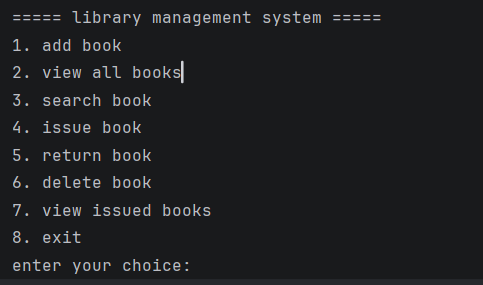 ===== library management system =====
1. add book
2. view all books
3. search book
4. issue book
5. return book
6. delete book
7. view issued books
8. exit
enter your choice: